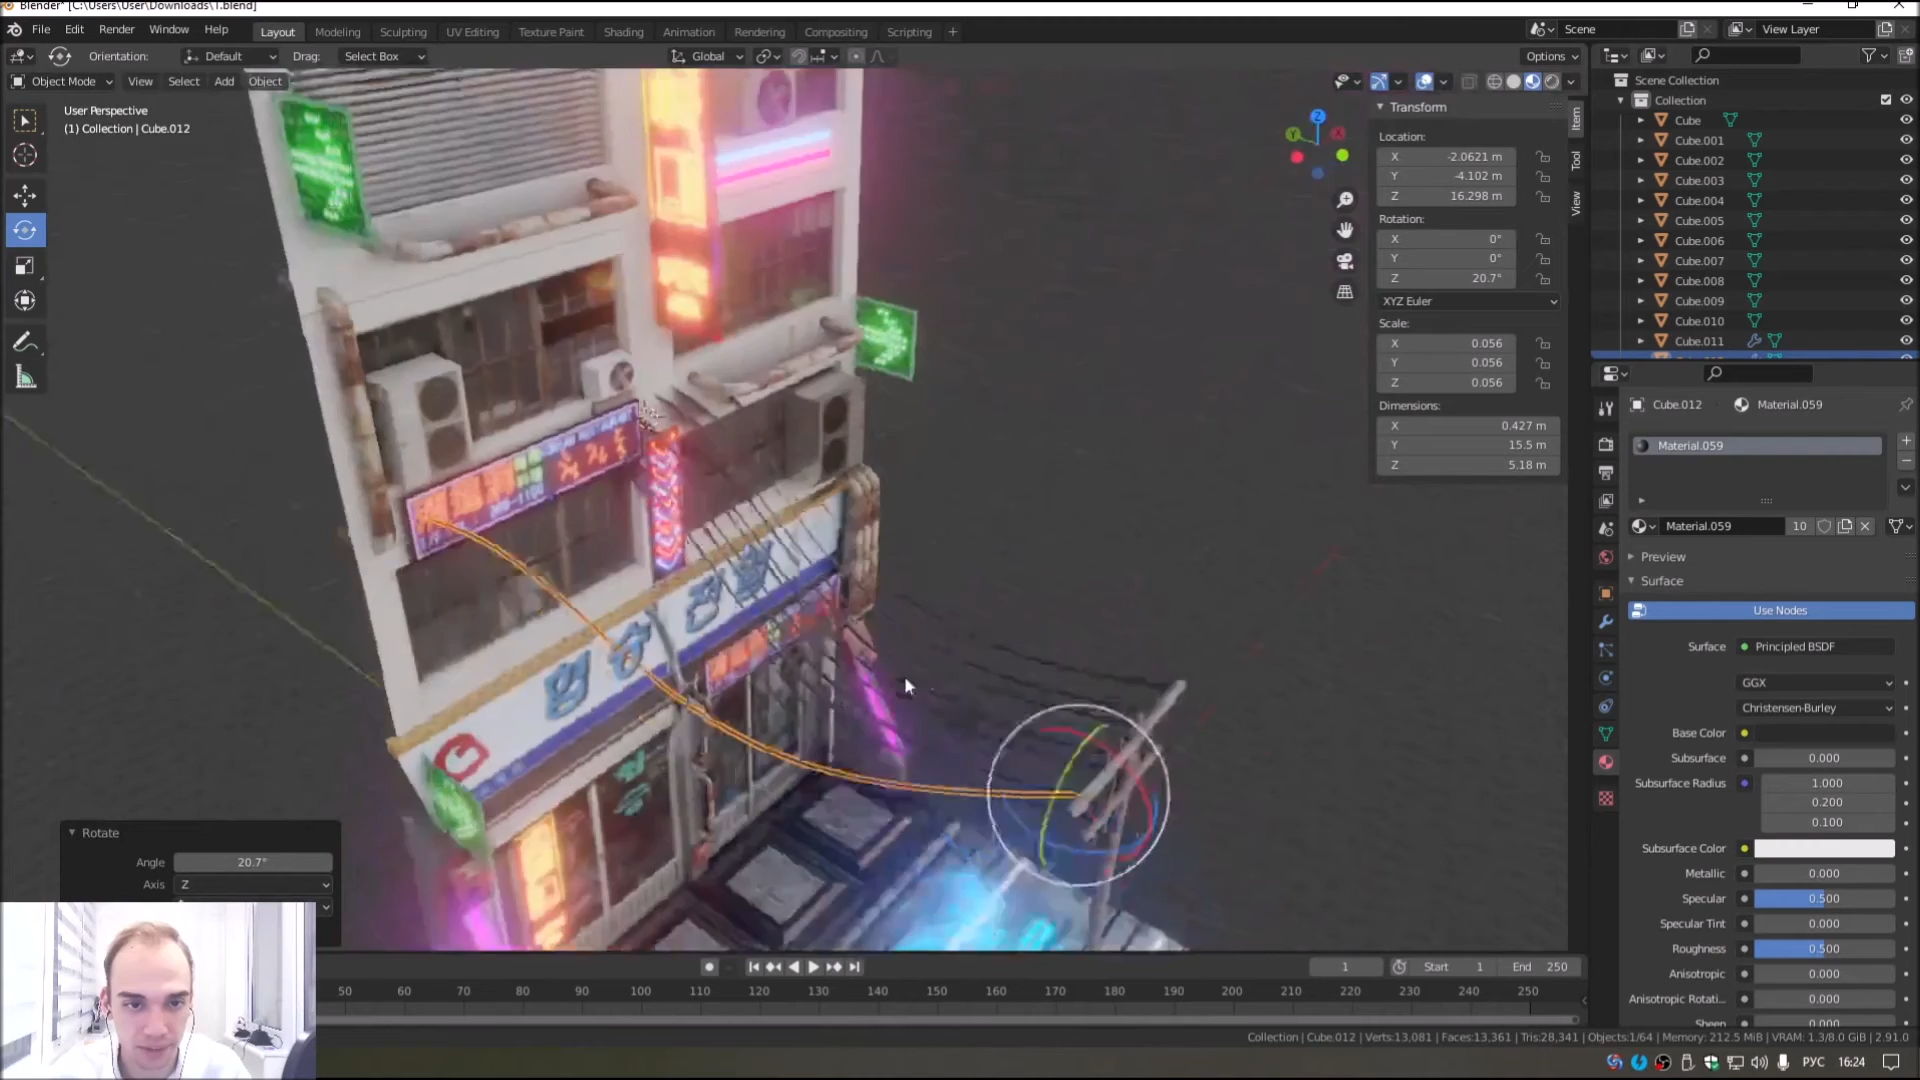 Blender* [C:\Users\User\Downloads\1.blend]
File Edit Render Window Help Layout Modeling Sculpting UV Editing Texture Paint Shading Animation Rendering Compositing Scripting Scene View Layer
Orientation: Default Drag: Select Box Global Options
Object Mode View Select Add Object
User Perspective
(1) Collection | Cube.012
Transform
Location:
X -2.0621 m
Y -4.102 m
Z 16.298 m
Rotation:
X 0°
Y 0°
Z 20.7°
XYZ Euler
Scale:
X 0.056
Y 0.056
Z 0.056
Dimensions:
X 0.427 m
Y 15.5 m
Z 5.18 m
Item
Tool
View
Scene Collection
Collection
Cube
Cube.001
Cube.002
Cube.003
Cube.004
Cube.005
Cube.006
Cube.007
Cube.008
Cube.009
Cube.010
Cube.011
Cube.012 Material.059
Material.059
Material.059 10
Preview
Surface
Use Nodes
Surface Principled BSDF
GGX
Christensen-Burley
Base Color
Subsurface 0.000
Subsurface Radius 1.000
0.200
0.100
Subsurface Color
Metallic 0.000
Specular 0.500
Specular Tint 0.000
Roughness 0.500
Anisotropic 0.000
Anisotropic Rotati... 0.000
Sheen 0.000
Rotate
Angle 20.7°
Axis Z
1 Start 1 End 250
50 60 70 80 90 100 110 120 130 140 150 160 170 180 190 200 210 220 230 240 250
Collection | Cube.012 | Verts:13,081 | Faces:13,361 | Tris:28,341 | Objects:1/64 | Memory: 212.5 MiB | VRAM: 1.3/8.0 GiB | 2.91.0
РУС 16:24